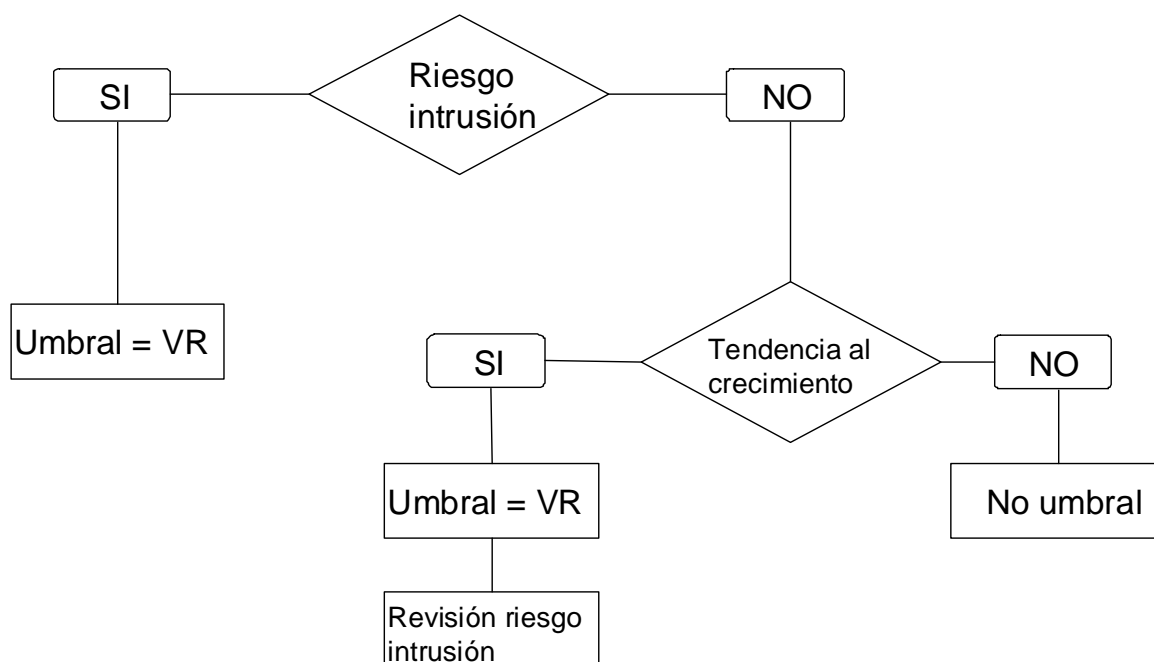 Riesgo
intrusión
SI
NO
Umbral = VR
Tendencia al
crecimiento
SI
NO
Umbral = VR
No umbral
Revisión riesgo
intrusión